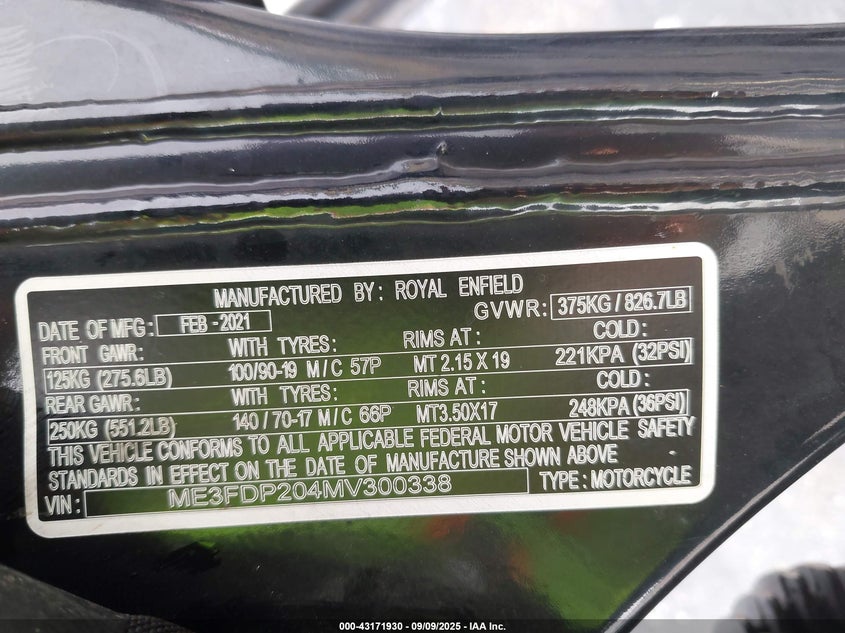 MANUFACTURED BY: ROYAL ENFIELD
DATE OF MFG: FEB-2021 GVWR: 375KG / 826.7LB
FRONT GAWR: WITH TYRES: RIMS AT: COLD:
125KG (275.6LB) 100/90-19 M/C 57P MT 2.15 X 19 221KPA (32PSI)
REAR GAWR: WITH TYRES: RIMS AT: COLD:
250KG (551.2LB) 140 / 70-17 M/C 66P MT3.50X17 248KPA (36PSI)
THIS VEHICLE CONFORMS TO ALL APPLICABLE FEDERAL MOTOR VEHICLE SAFETY
STANDARDS IN EFFECT ON THE DATE OF MANUFACTURE SHOWN ABOVE
VIN: ME3FDP204MV300338 TYPE: MOTORCYCLE
000-43171930 - 09/09/2025 - IAA Inc.